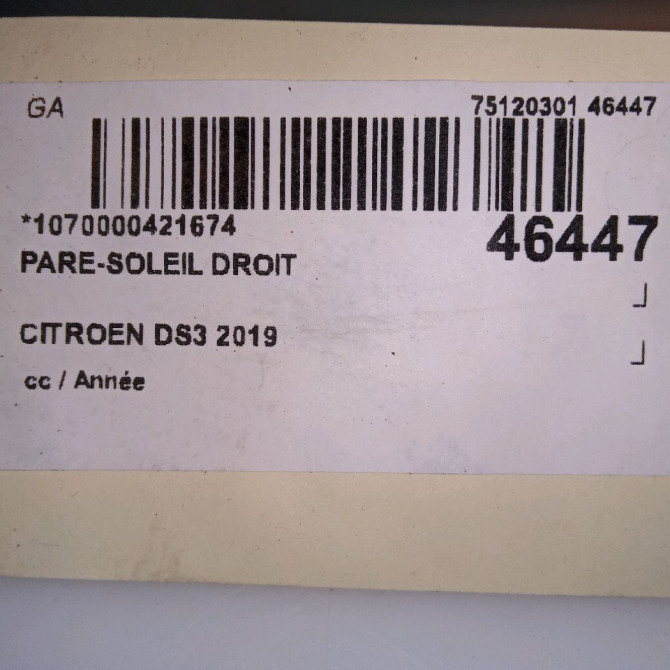 GA 75120301 46447
*1070000421674 46447
PARE-SOLEIL DROIT
CITROEN DS3 2019
cc / Année